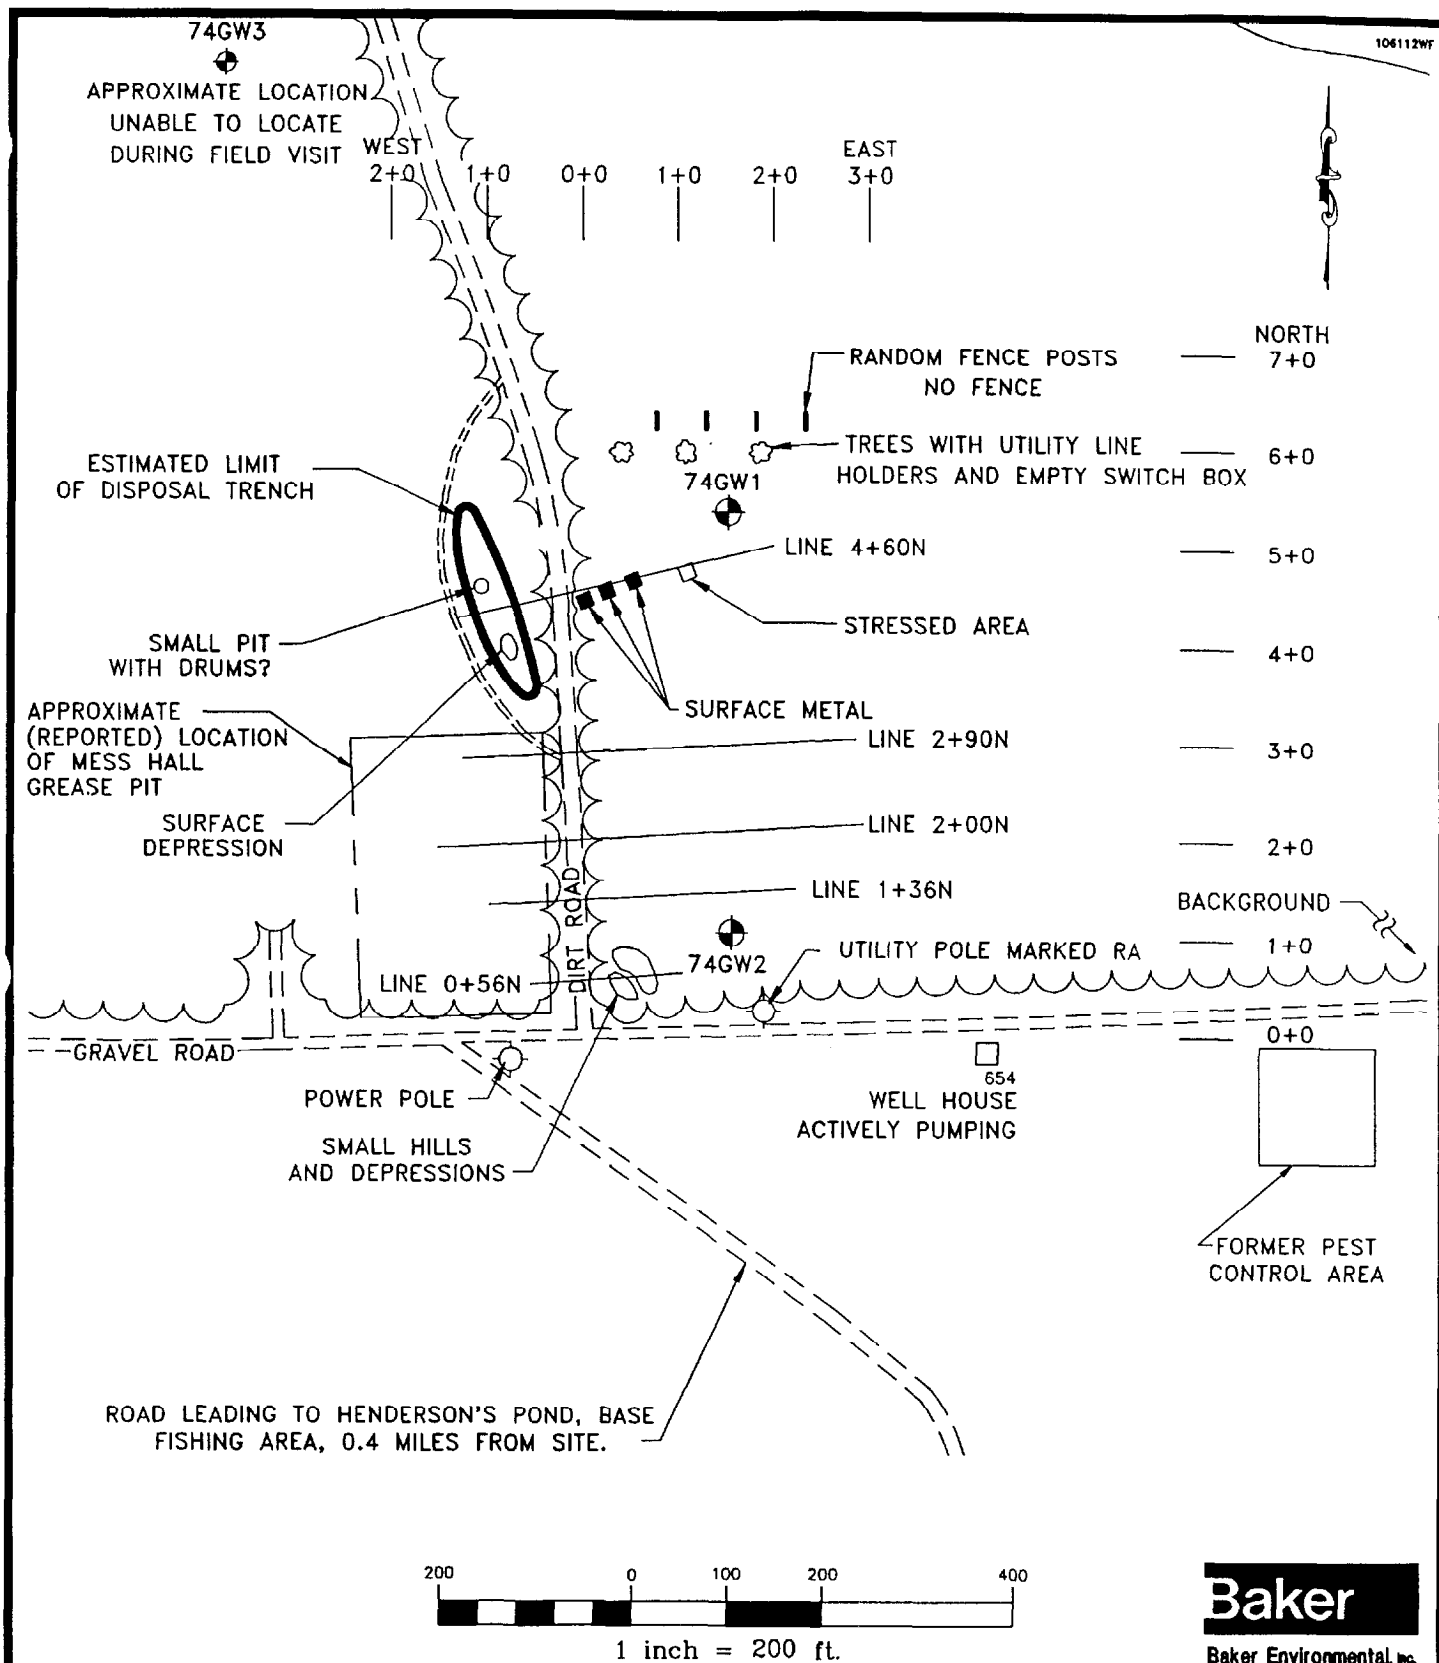 106112WF
74GW3
APPROXIMATE LOCATION
UNABLE TO LOCATE
DURING FIELD VISIT
WEST
2+0
1+0
0+0
1+0
2+0
EAST
3+0
NORTH
7+0
RANDOM FENCE POSTS
NO FENCE
TREES WITH UTILITY LINE
HOLDERS AND EMPTY SWITCH BOX
6+0
ESTIMATED LIMIT
OF DISPOSAL TRENCH
74GW1
LINE 4+60N
5+0
STRESSED AREA
SMALL PIT
WITH DRUMS?
4+0
SURFACE METAL
APPROXIMATE
(REPORTED) LOCATION
OF MESS HALL
GREASE PIT
LINE 2+90N
3+0
SURFACE
DEPRESSION
LINE 2+00N
2+0
DIRT ROAD
LINE 1+36N
BACKGROUND
74GW2
UTILITY POLE MARKED RA
1+0
LINE 0+56N
0+0
GRAVEL ROAD
654
WELL HOUSE
ACTIVELY PUMPING
POWER POLE
SMALL HILLS
AND DEPRESSIONS
FORMER PEST
CONTROL AREA
ROAD LEADING TO HENDERSON'S POND, BASE
FISHING AREA, 0.4 MILES FROM SITE.
200 0 100 200 400
1 inch = 200 ft.
Baker
Baker Environmental, Inc.